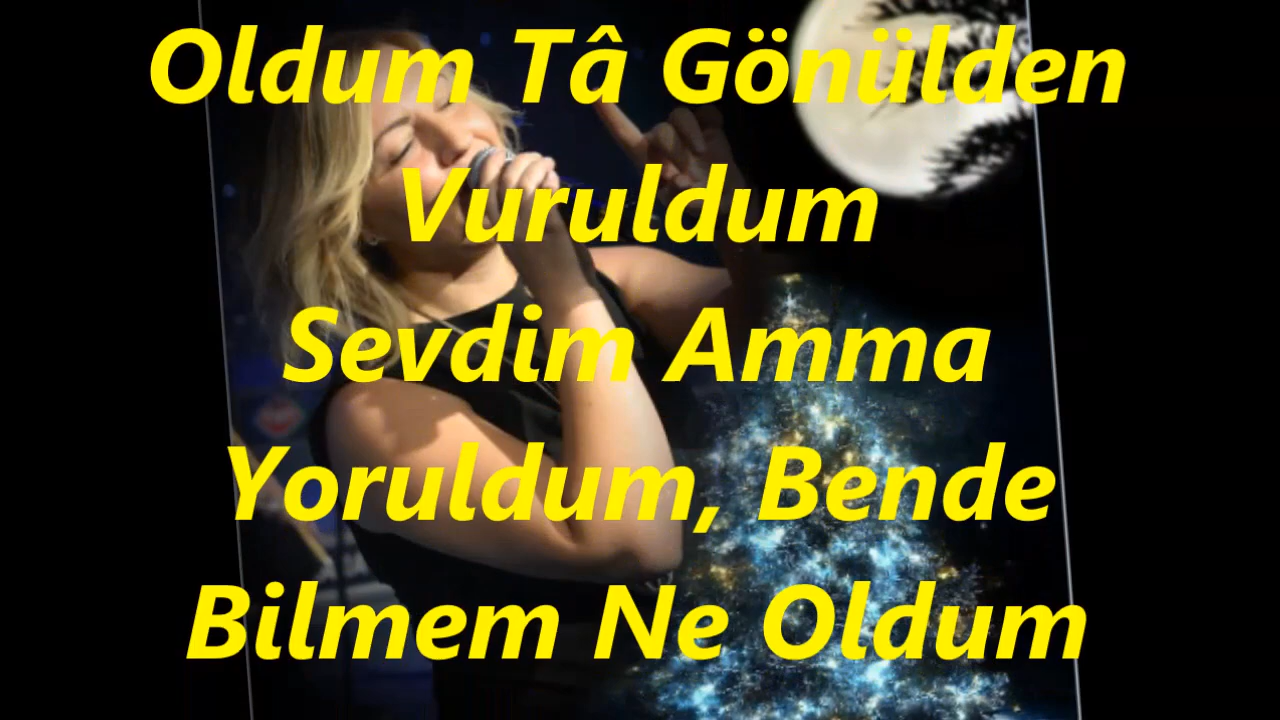 Oldum Tâ Gönülden
Vuruldum
Sevdim Amma
Yoruldum, Bende
Bilmem Ne Oldum